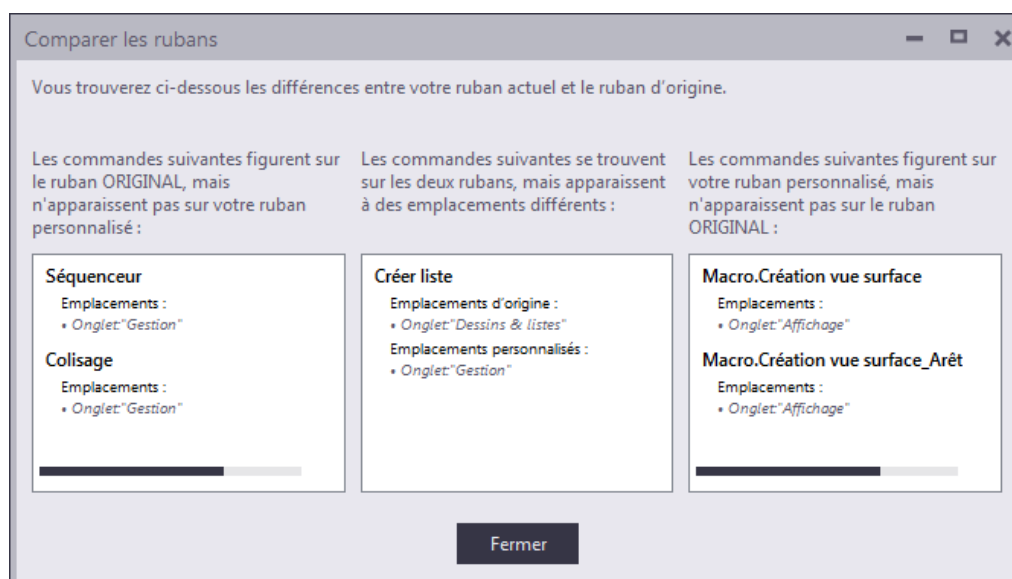 Comparer les rubans
Vous trouverez ci-dessous les différences entre votre ruban actuel et le ruban d'origine.
Les commandes suivantes figurent sur
le ruban ORIGINAL, mais
n'apparaissent pas sur votre ruban
personnalisé :
Séquenceur
Emplacements :
• Onglet:"Gestion"
Colisage
Emplacements :
• Onglet:"Gestion"
Les commandes suivantes se trouvent
sur les deux rubans, mais apparaissent
à des emplacements différents :
Créer liste
Emplacements d'origine :
• Onglet:"Dessins & listes"
Emplacements personnalisés :
• Onglet:"Gestion"
Les commandes suivantes figurent sur
votre ruban personnalisé, mais
n'apparaissent pas sur le ruban
ORIGINAL :
Macro.Création vue surface
Emplacements :
• Onglet:"Affichage"
Macro.Création vue surface_Arêt
Emplacements :
• Onglet:"Affichage"
Fermer